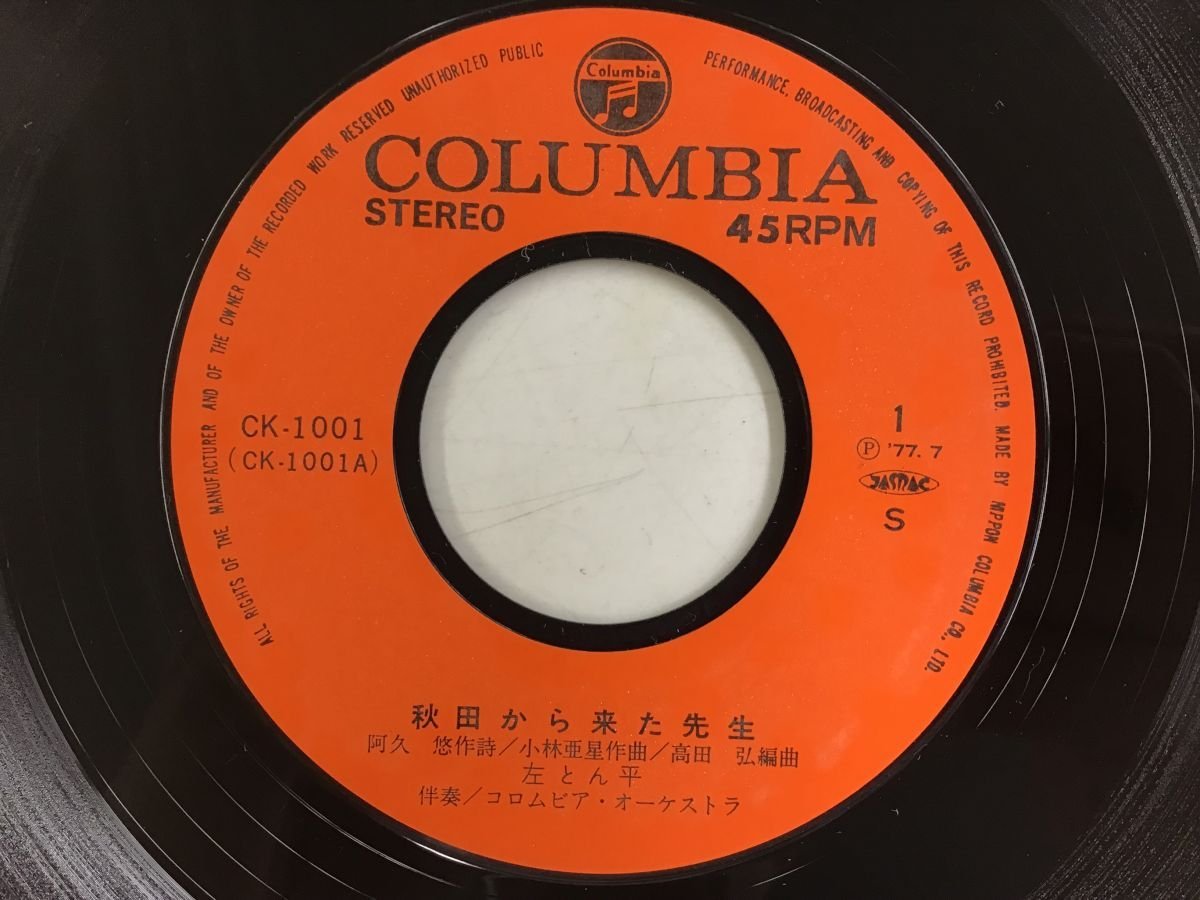 ALL RIGHTS OF THE MANUFACTURER AND OF THE OWNER OF THE RECORDED WORK RESERVED UNAUTHORIZED PUBLIC PERFORMANCE, BROADCASTING AND COPYING OF THIS RECORD PROHIBITED. MADE BY NIPPON COLUMBIA CO., LTD.
Columbia
COLUMBIA
STEREO 45RPM
CK-1001
(CK-1001A)
1
Ⓟ '77. 7
JASRAC
S
秋田から来た先生
阿久 悠作詩/小林亜星作曲/高田 弘編曲
左とん平
伴奏/コロムビア・オーケストラ